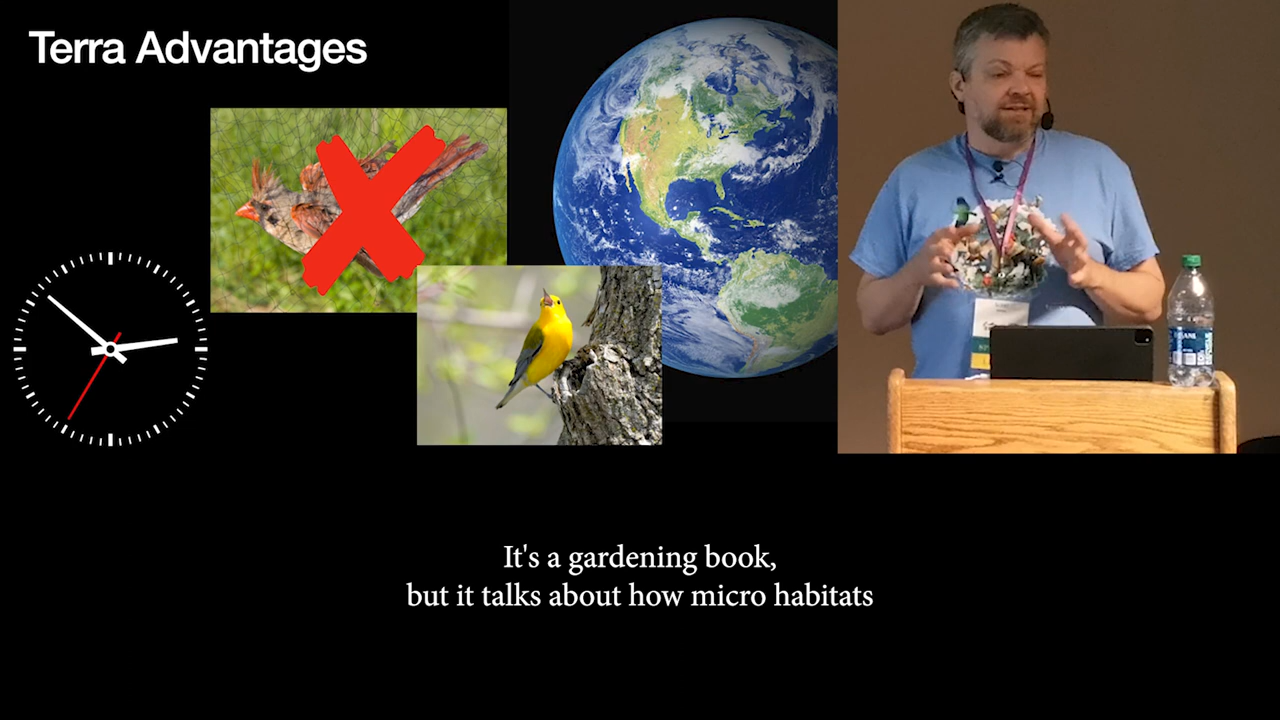 Terra Advantages
It's a gardening book,
but it talks about how micro habitats